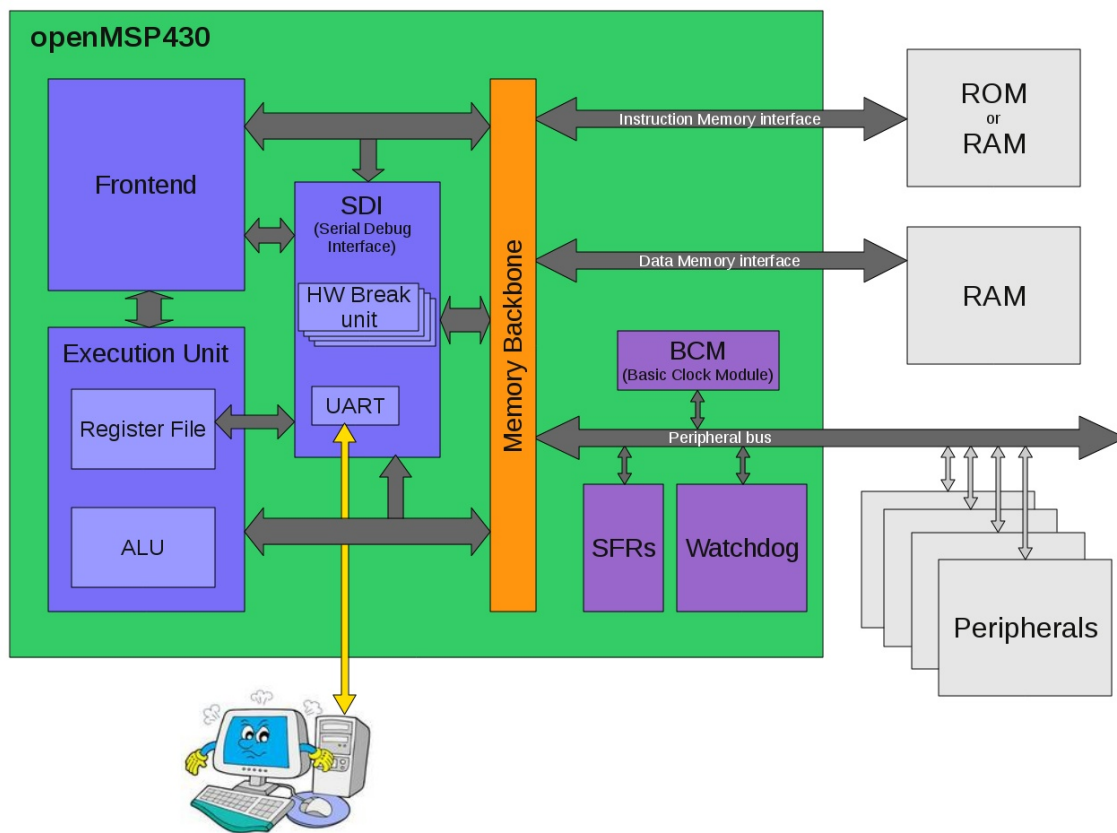 openMSP430
Frontend
SDI
(Serial Debug
Interface)
HW Break
unit
UART
Execution Unit
Register File
ALU
Memory Backbone
Instruction Memory interface
Data Memory interface
BCM
(Basic Clock Module)
Peripheral bus
SFRs
Watchdog
ROM
or
RAM
RAM
Peripherals